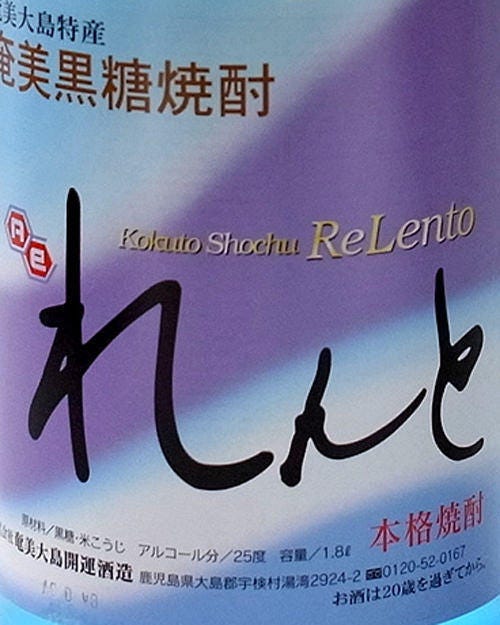 奄美大島特産
奄美黒糖焼酎
Ae
Kokuto Shochu ReLento
れんと
本格焼酎
原材料／黒糖・米こうじ アルコール分／25度 容量／1.8ℓ
奄美大島開運酒造 鹿児島県大島郡宇検村湯湾2924-2 0120-52-0167
お酒は20歳を過ぎてから。